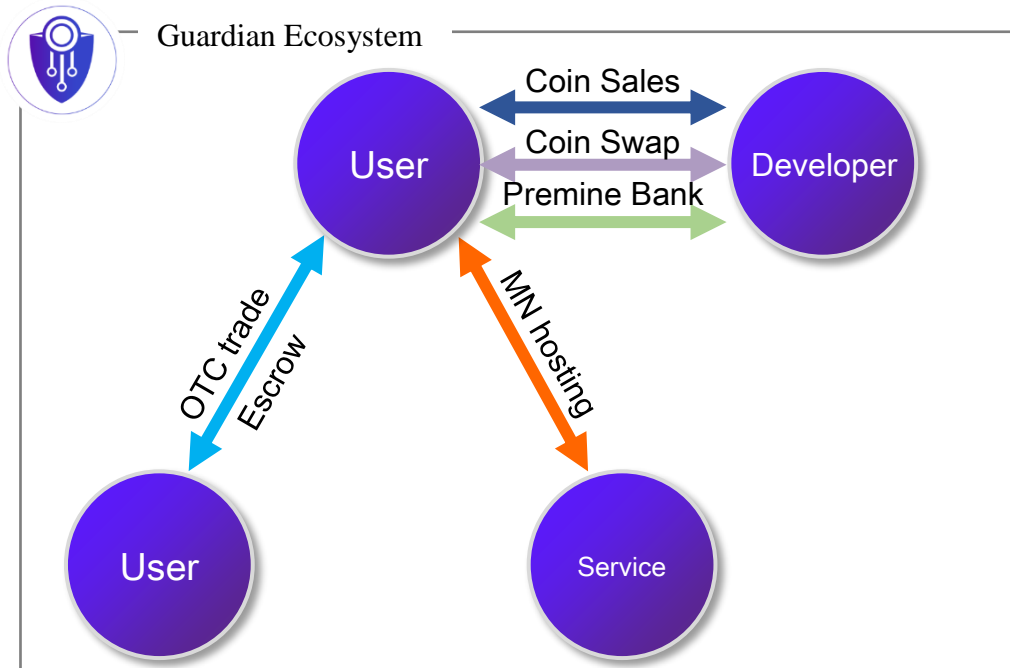 Guardian Ecosystem
Coin Sales
User
Coin Swap
Developer
Premine Bank
OTC trade
Escrow
MN hosting
User
Service